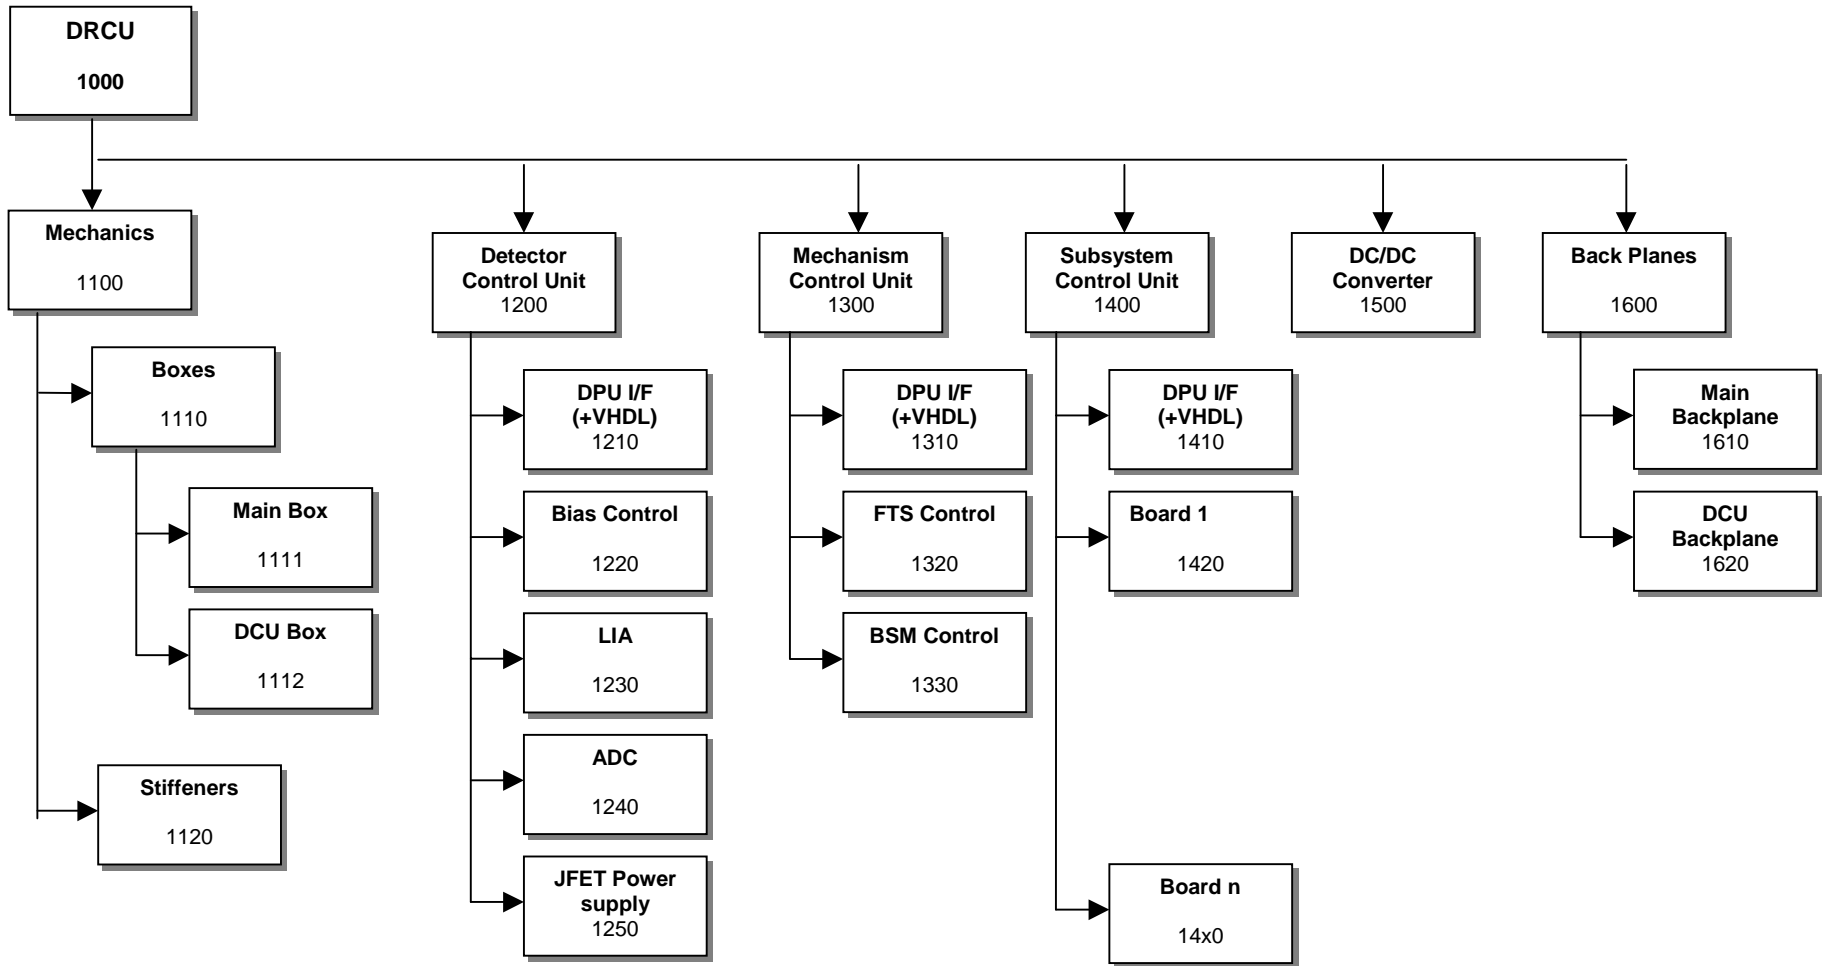 DRCU
1000
Mechanics
1100
Boxes
1110
Main Box
1111
DCU Box
1112
Stiffeners
1120
Detector
Control Unit
1200
DPU I/F
(+VHDL)
1210
Bias Control
1220
LIA
1230
ADC
1240
JFET Power
supply
1250
Mechanism
Control Unit
1300
DPU I/F
(+VHDL)
1310
FTS Control
1320
BSM Control
1330
Subsystem
Control Unit
1400
DPU I/F
(+VHDL)
1410
Board 1
1420
Board n
14x0
DC/DC
Converter
1500
Back Planes
1600
Main
Backplane
1610
DCU
Backplane
1620